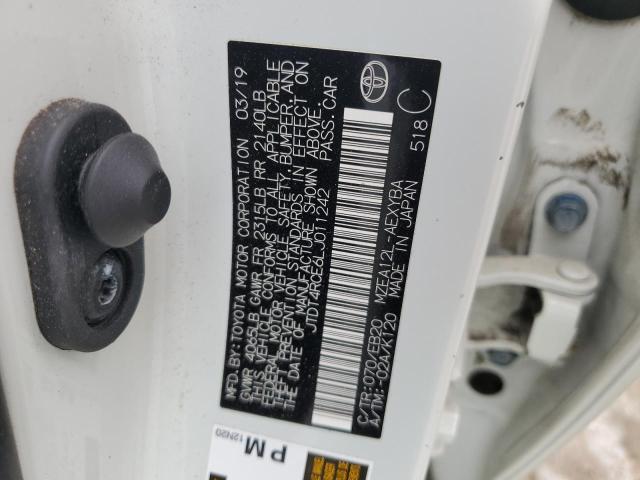 MFD.BY: TOYOTA MOTOR CORPORATION 03/19
GVWR 4065LB GAWR FR 2315LB RR 2140LB
THIS VEHICLE CONFORMS TO ALL APPLICABLE
FEDERAL MOTOR VEHICLE SAFETY, BUMPER, AND
THEFT PREVENTION STANDARDS IN EFFECT ON
THE DATE OF MANUFACTURE SHOWN ABOVE.
JTDT4RCE6LJ011242 PASS.CAR
C/TR: 070/EB20 MZEA12L-AEXYBA
A/TM: -02A/K120 MADE IN JAPAN 518 C
PM
12N20